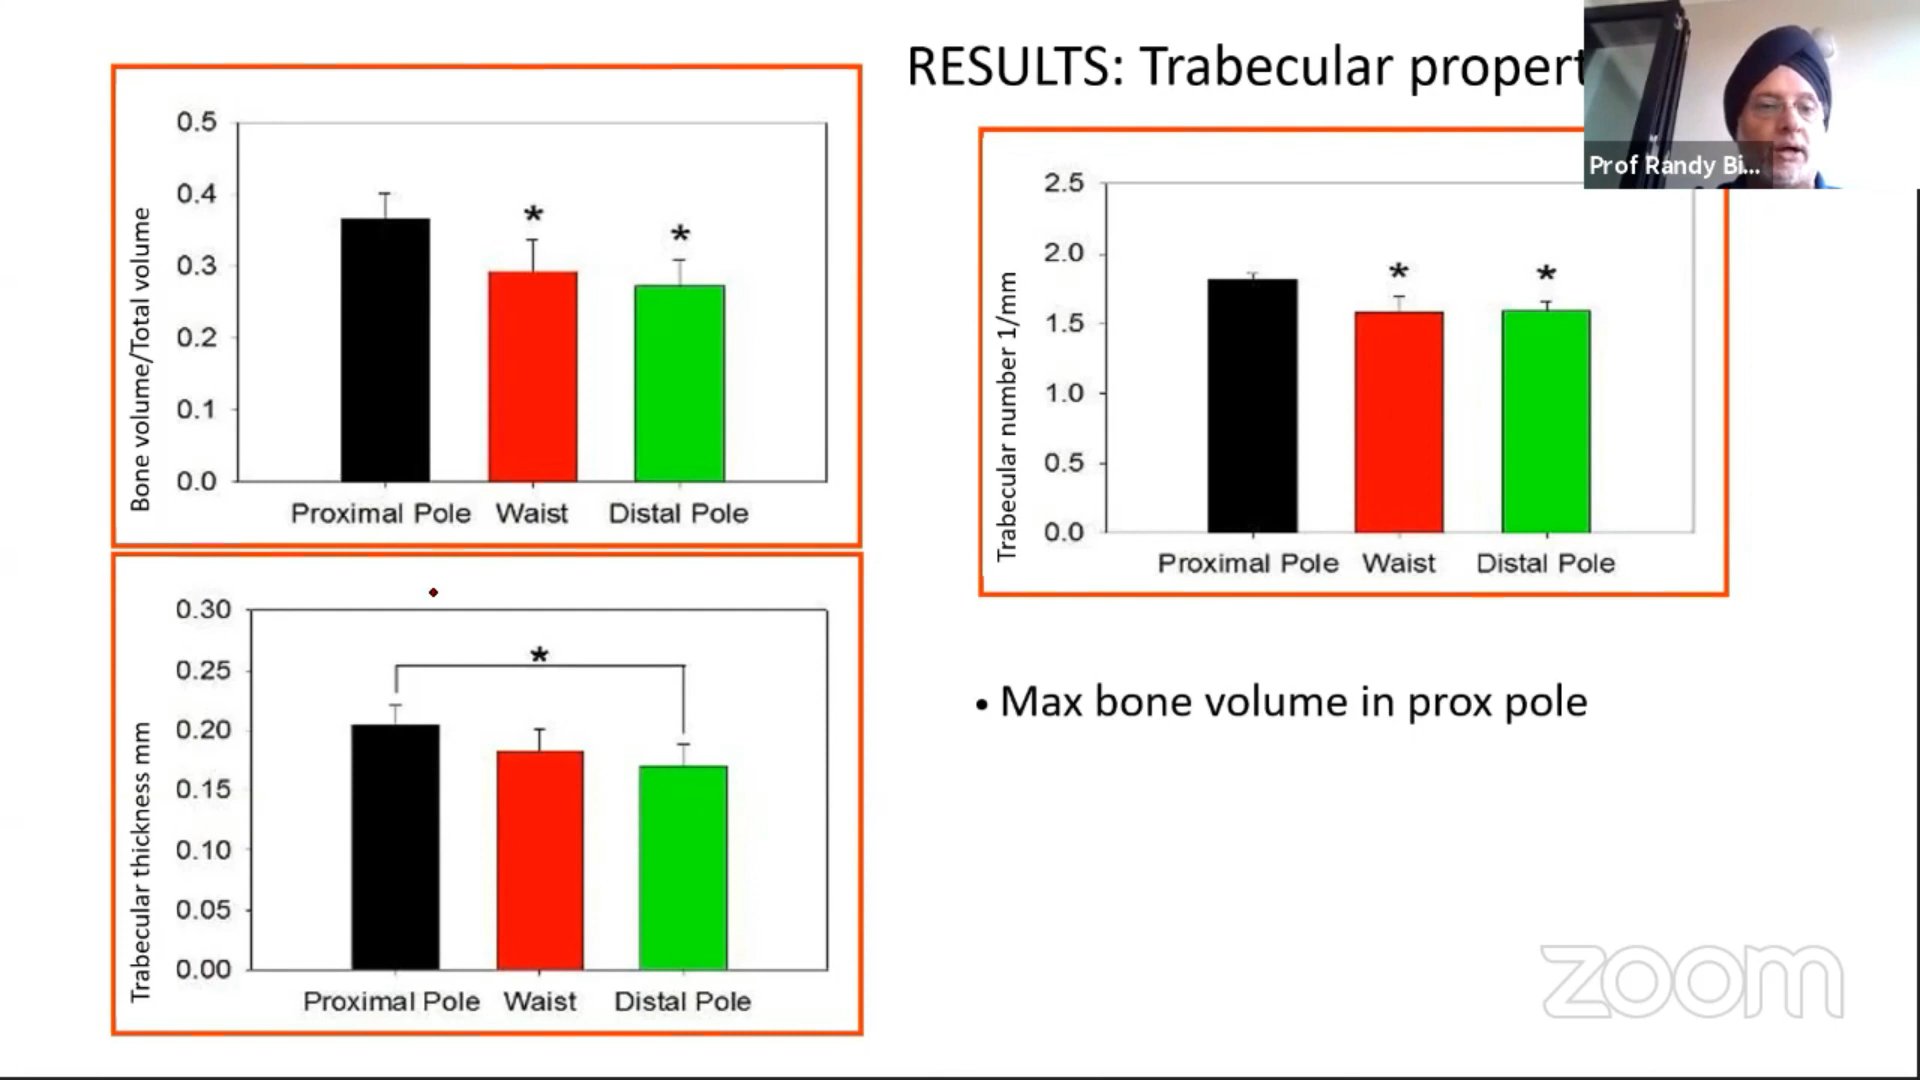 RESULTS: Trabecular propert
Prof Randy Bi...
Bone volume/Total volume
0.5
0.4
0.3
0.2
0.1
0.0
*
*
Proximal Pole Waist Distal Pole
Trabecular number 1/mm
2.5
2.0
1.5
1.0
0.5
0.0
*
*
Proximal Pole Waist Distal Pole
Trabecular thickness mm
0.30
0.25
0.20
0.15
0.10
0.05
0.00
*
Proximal Pole Waist Distal Pole
• Max bone volume in prox pole
zoom